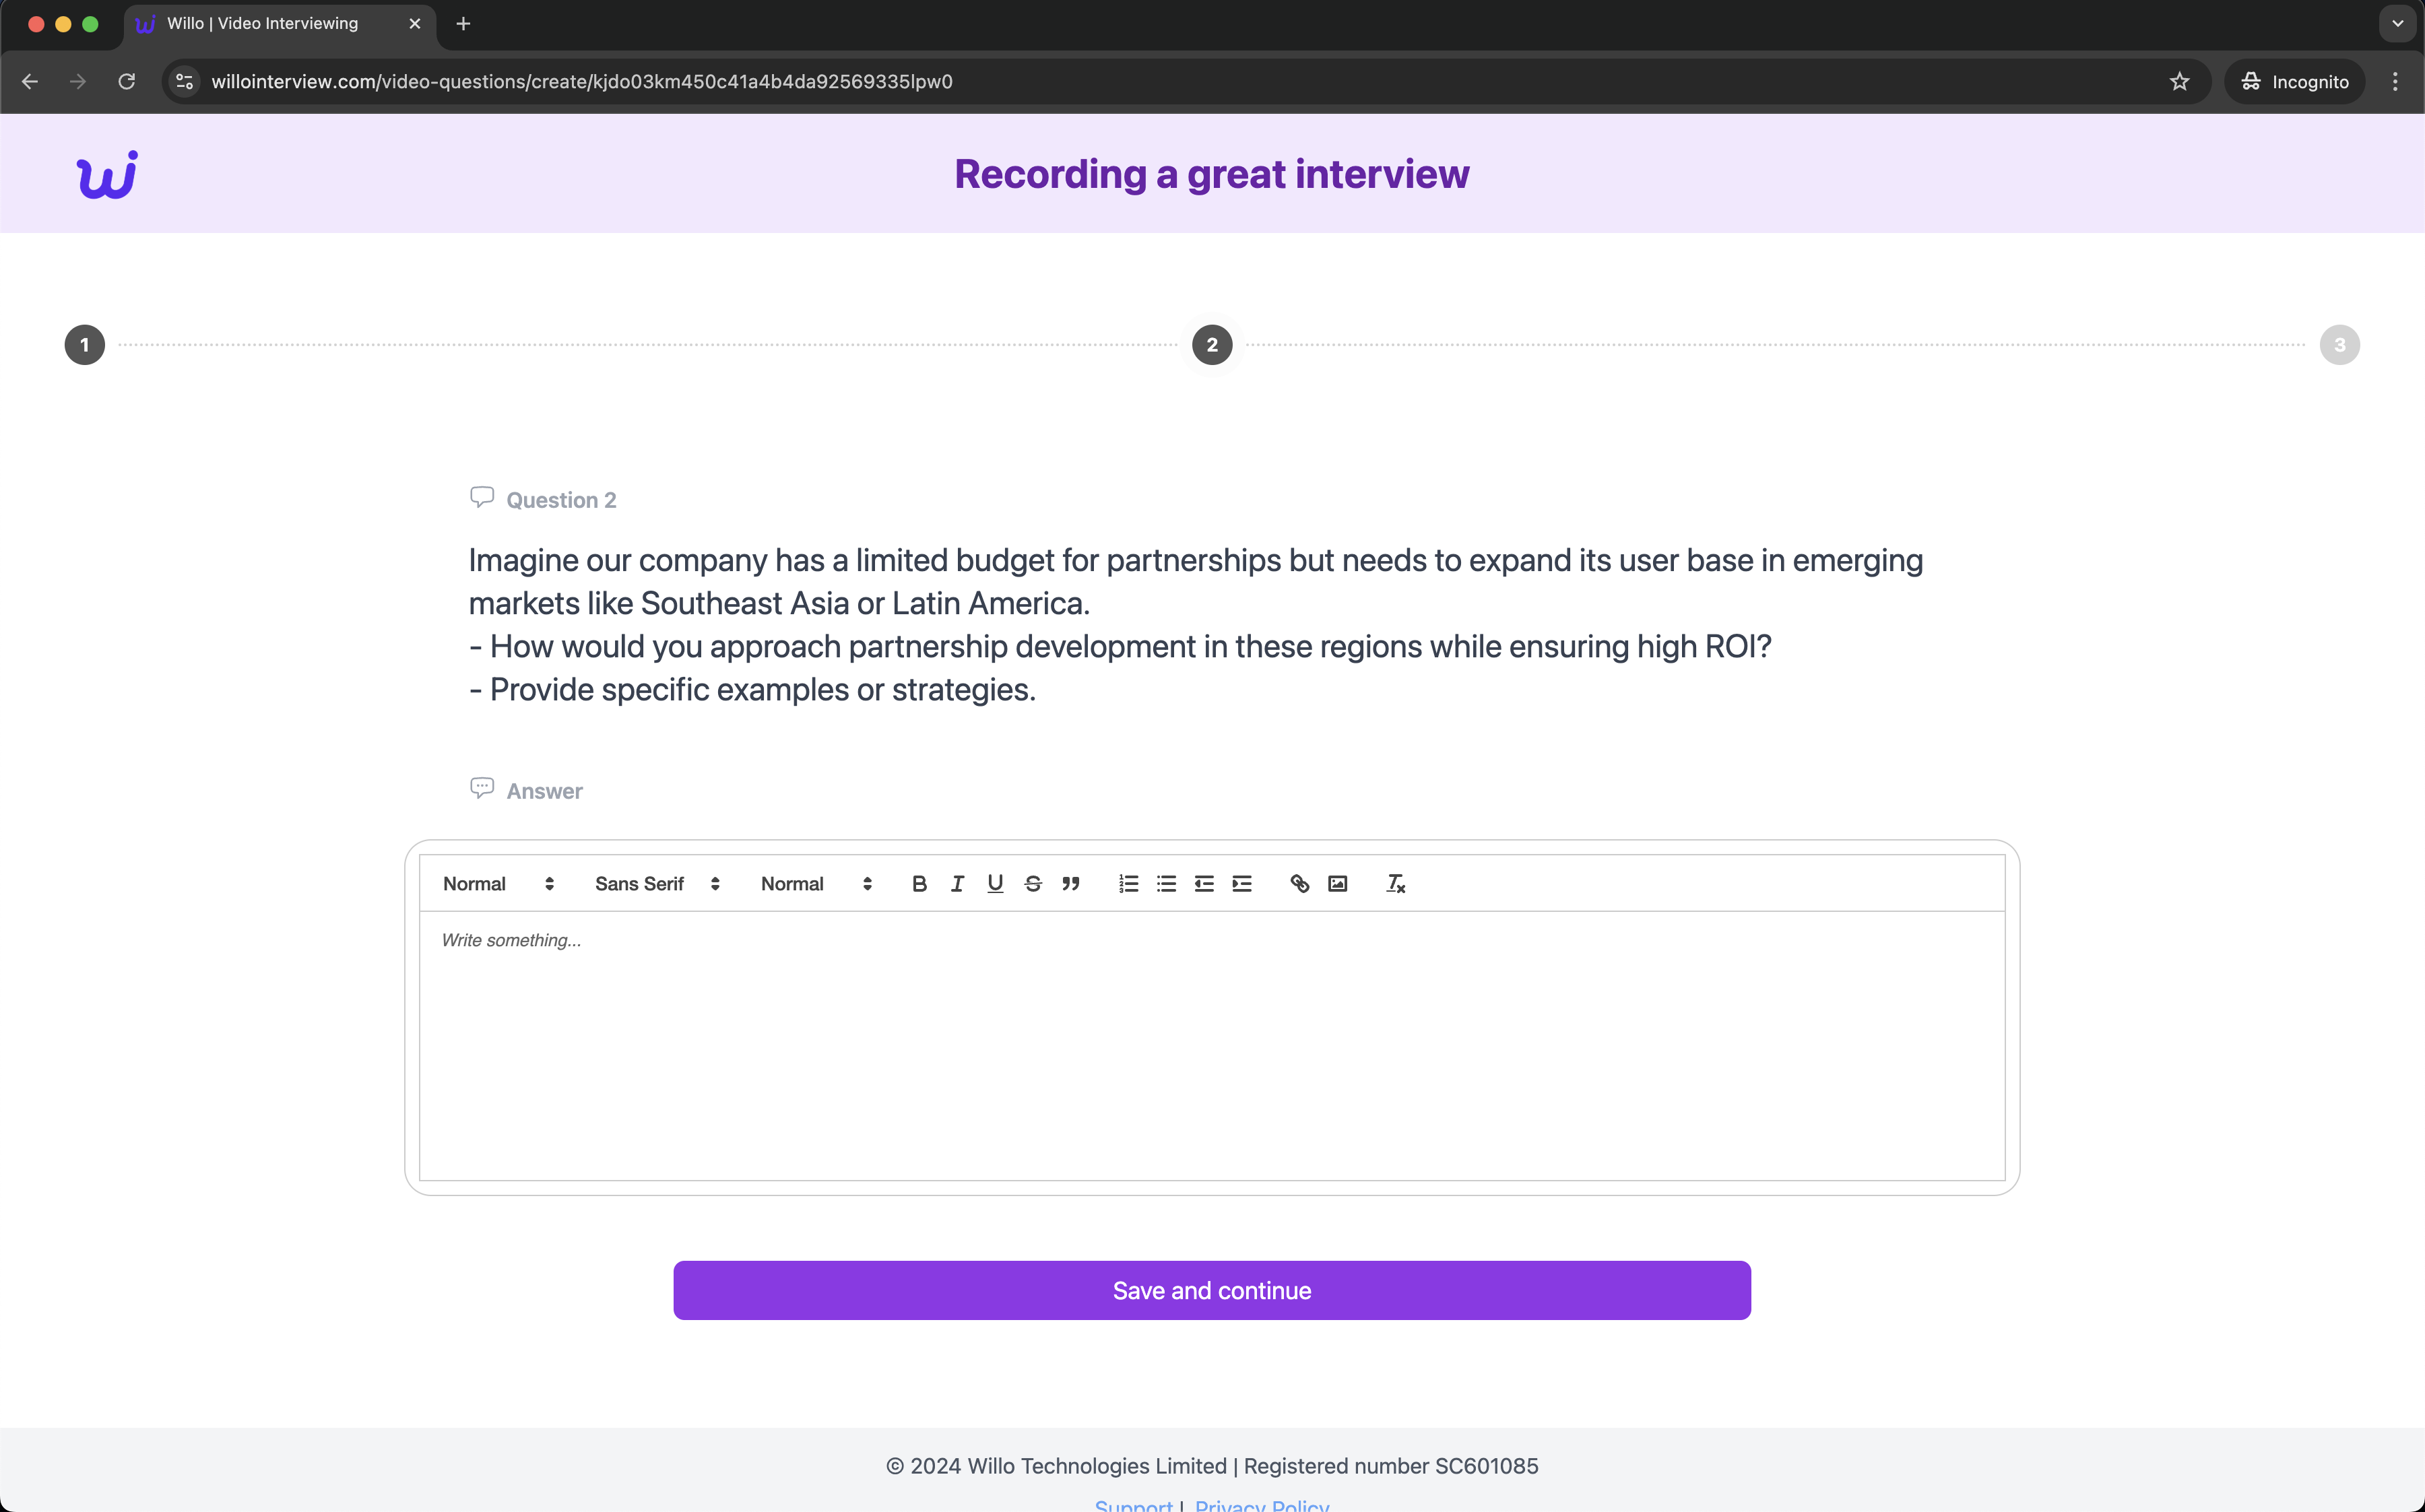 Willo | Video Interviewing
willointerview.com/video-questions/create/kjdo03km450c41a4b4da92569335lpw0
Incognito
wi
Recording a great interview
1
2
3
Question 2
Imagine our company has a limited budget for partnerships but needs to expand its user base in emerging
markets like Southeast Asia or Latin America.
- How would you approach partnership development in these regions while ensuring high ROI?
- Provide specific examples or strategies.
Answer
Normal Sans Serif Normal
Write something...
Save and continue
© 2024 Willo Technologies Limited | Registered number SC601085
Support | Privacy Policy